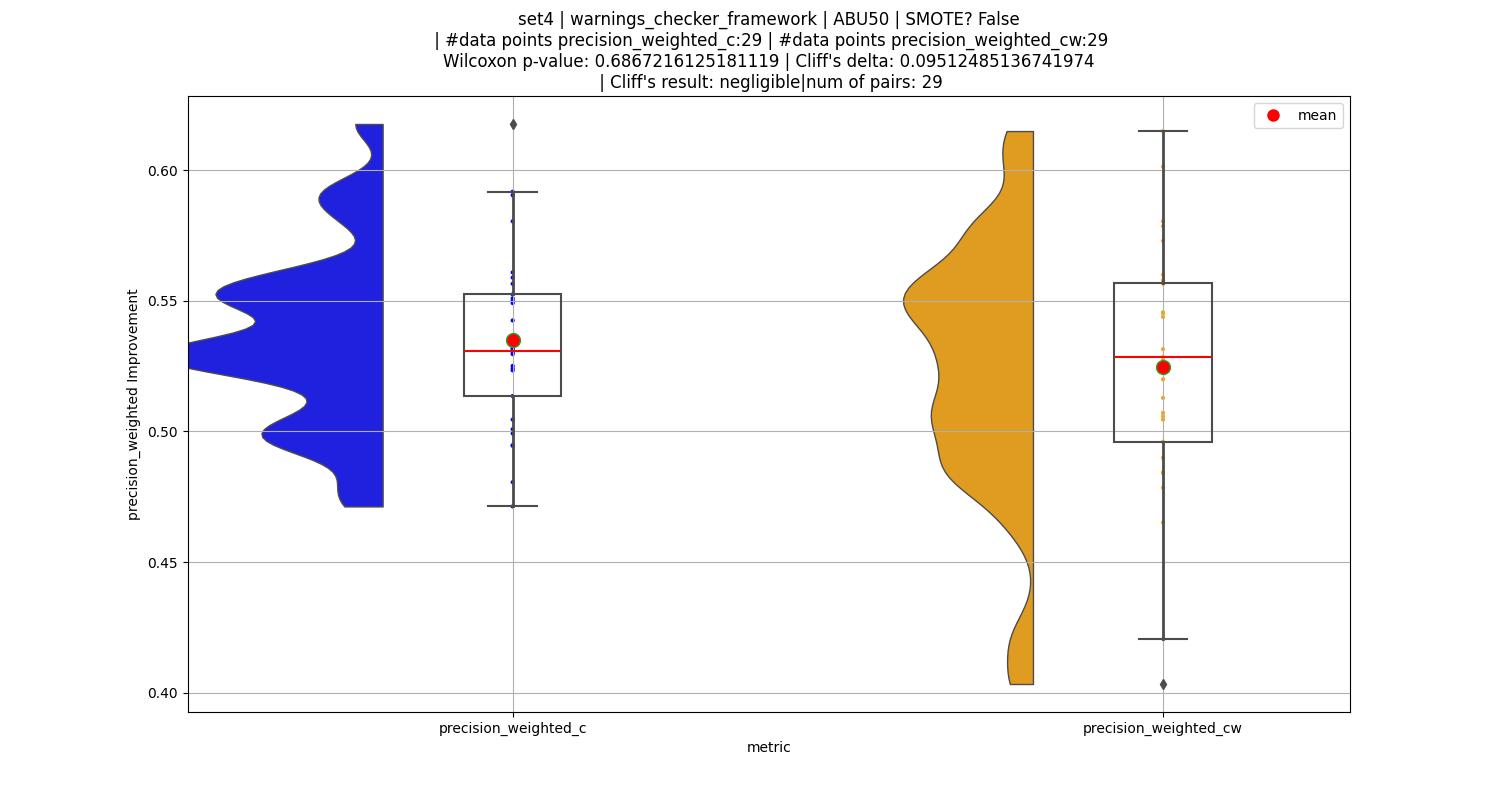 set4 | warnings_checker_framework | ABU50 | SMOTE? False
| #data points precision_weighted_c:29 | #data points precision_weighted_cw:29
Wilcoxon p-value: 0.6867216125181119 | Cliff's delta: 0.09512485136741974
| Cliff's result: negligible|num of pairs: 29
mean
0.60
0.55
0.50
0.45
0.40
precision_weighted Improvement
precision_weighted_c
precision_weighted_cw
metric